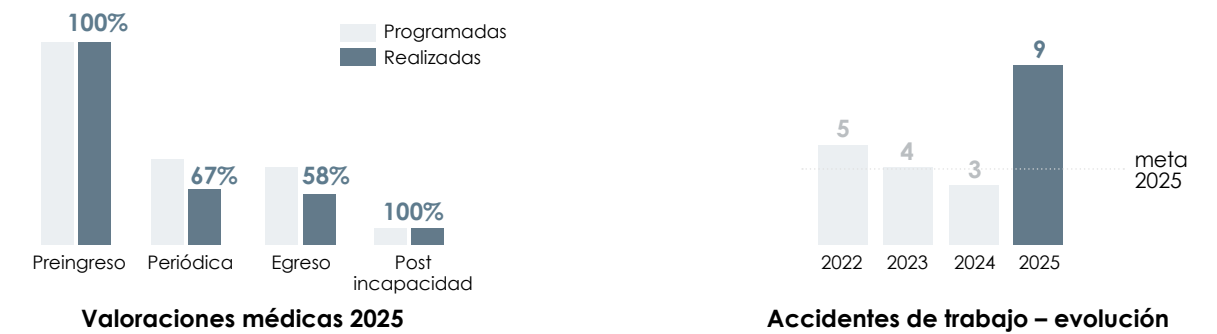 100%
Programadas
Realizadas
67%
58%
100%
Preingreso
Periódica
Egreso
Post
incapacidad
Valoraciones médicas 2025
9
5
4
3
meta
2025
2022
2023
2024
2025
Accidentes de trabajo – evolución